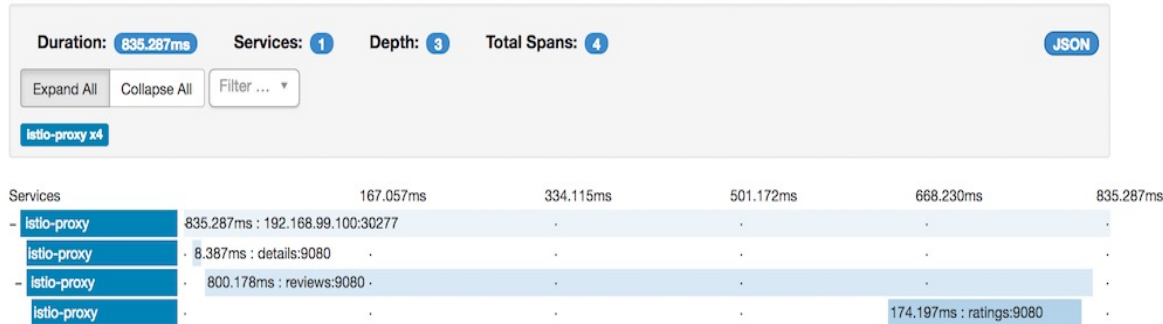 Duration: 835.287ms Services: 1 Depth: 3 Total Spans: 4 JSON
Expand All Collapse All Filter ...
istio-proxy x4
Services 167.057ms 334.115ms 501.172ms 668.230ms 835.287ms
- istio-proxy 835.287ms : 192.168.99.100:30277
istio-proxy 8.387ms : details:9080
- istio-proxy 800.178ms : reviews:9080
istio-proxy 174.197ms : ratings:9080